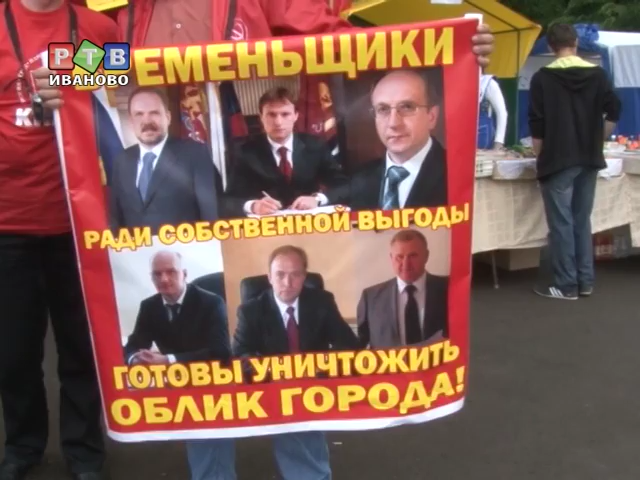 РТВ
ИВАНОВО
ЕМЕНЬЩИКИ
РАДИ СОБСТВЕННОЙ ВЫГОДЫ
ГОТОВЫ УНИЧТОЖИТЬ
ОБЛИК ГОРОДА!